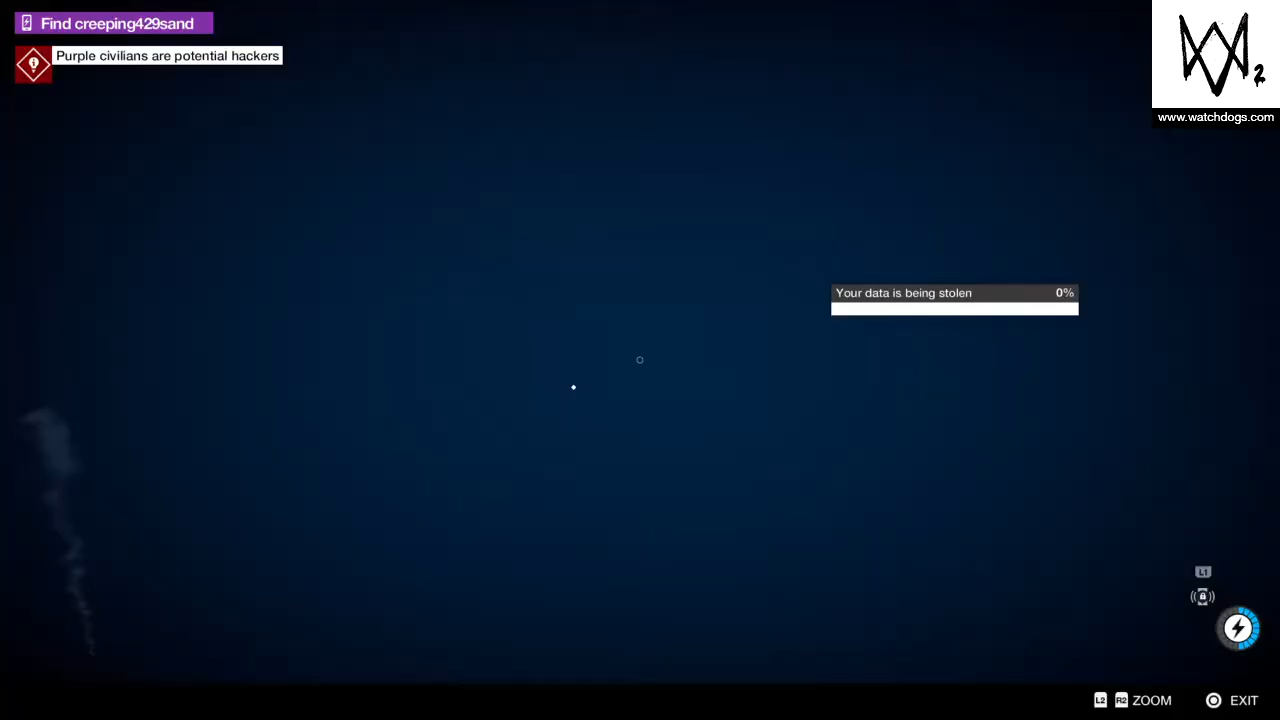 Find creeping429sand
Purple civilians are potential hackers
2
www.watchdogs.com
Your data is being stolen 0%
L1
L2 R2 ZOOM EXIT